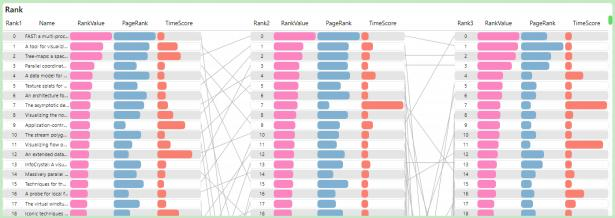 Rank
Rank1 Name RankValue PageRank TimeScore Rank2 RankValue PageRank TimeScore Rank3 RankValue PageRank TimeScore
0 FAST: a multi-proc... 0 0
1 A tool for visualizi... 1 1
2 Tree-maps: a spac... 2 2
3 Parallel coordinat... 3 3
4 A data model for ... 4 4
5 Texture splats for ... 5 5
6 An architecture fo... 6 6
7 The asymptotic de... 7 7
8 Visualizing the no... 8 8
9 Application-contr... 9 9
10 The stream polyg... 10 10
11 Visualizing flow p... 11 11
12 An extended data... 12 12
13 InfoCrystal: A visu... 13 13
14 Massively parallel ... 14 14
15 Techniques for th... 15 15
16 A probe for local f... 16 16
17 The virtual windtu... 17 17
18 Iconic techniques ... 18 18